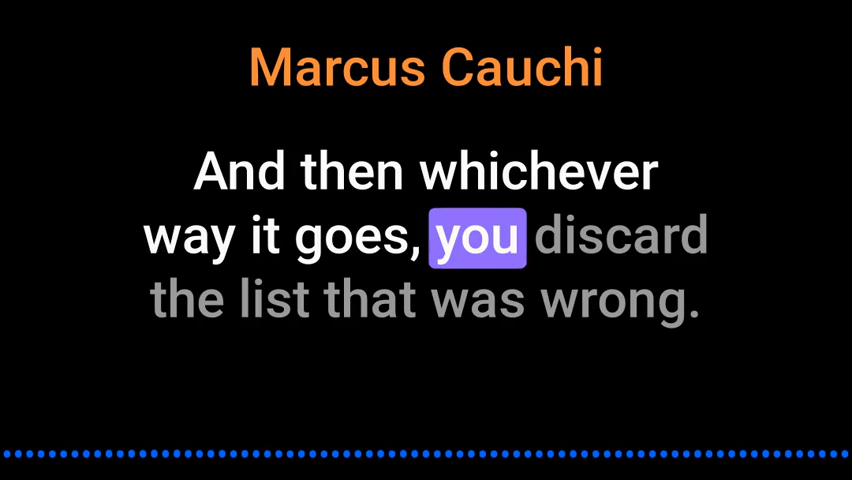 Marcus Cauchi
And then whichever
way it goes, you discard
the list that was wrong.